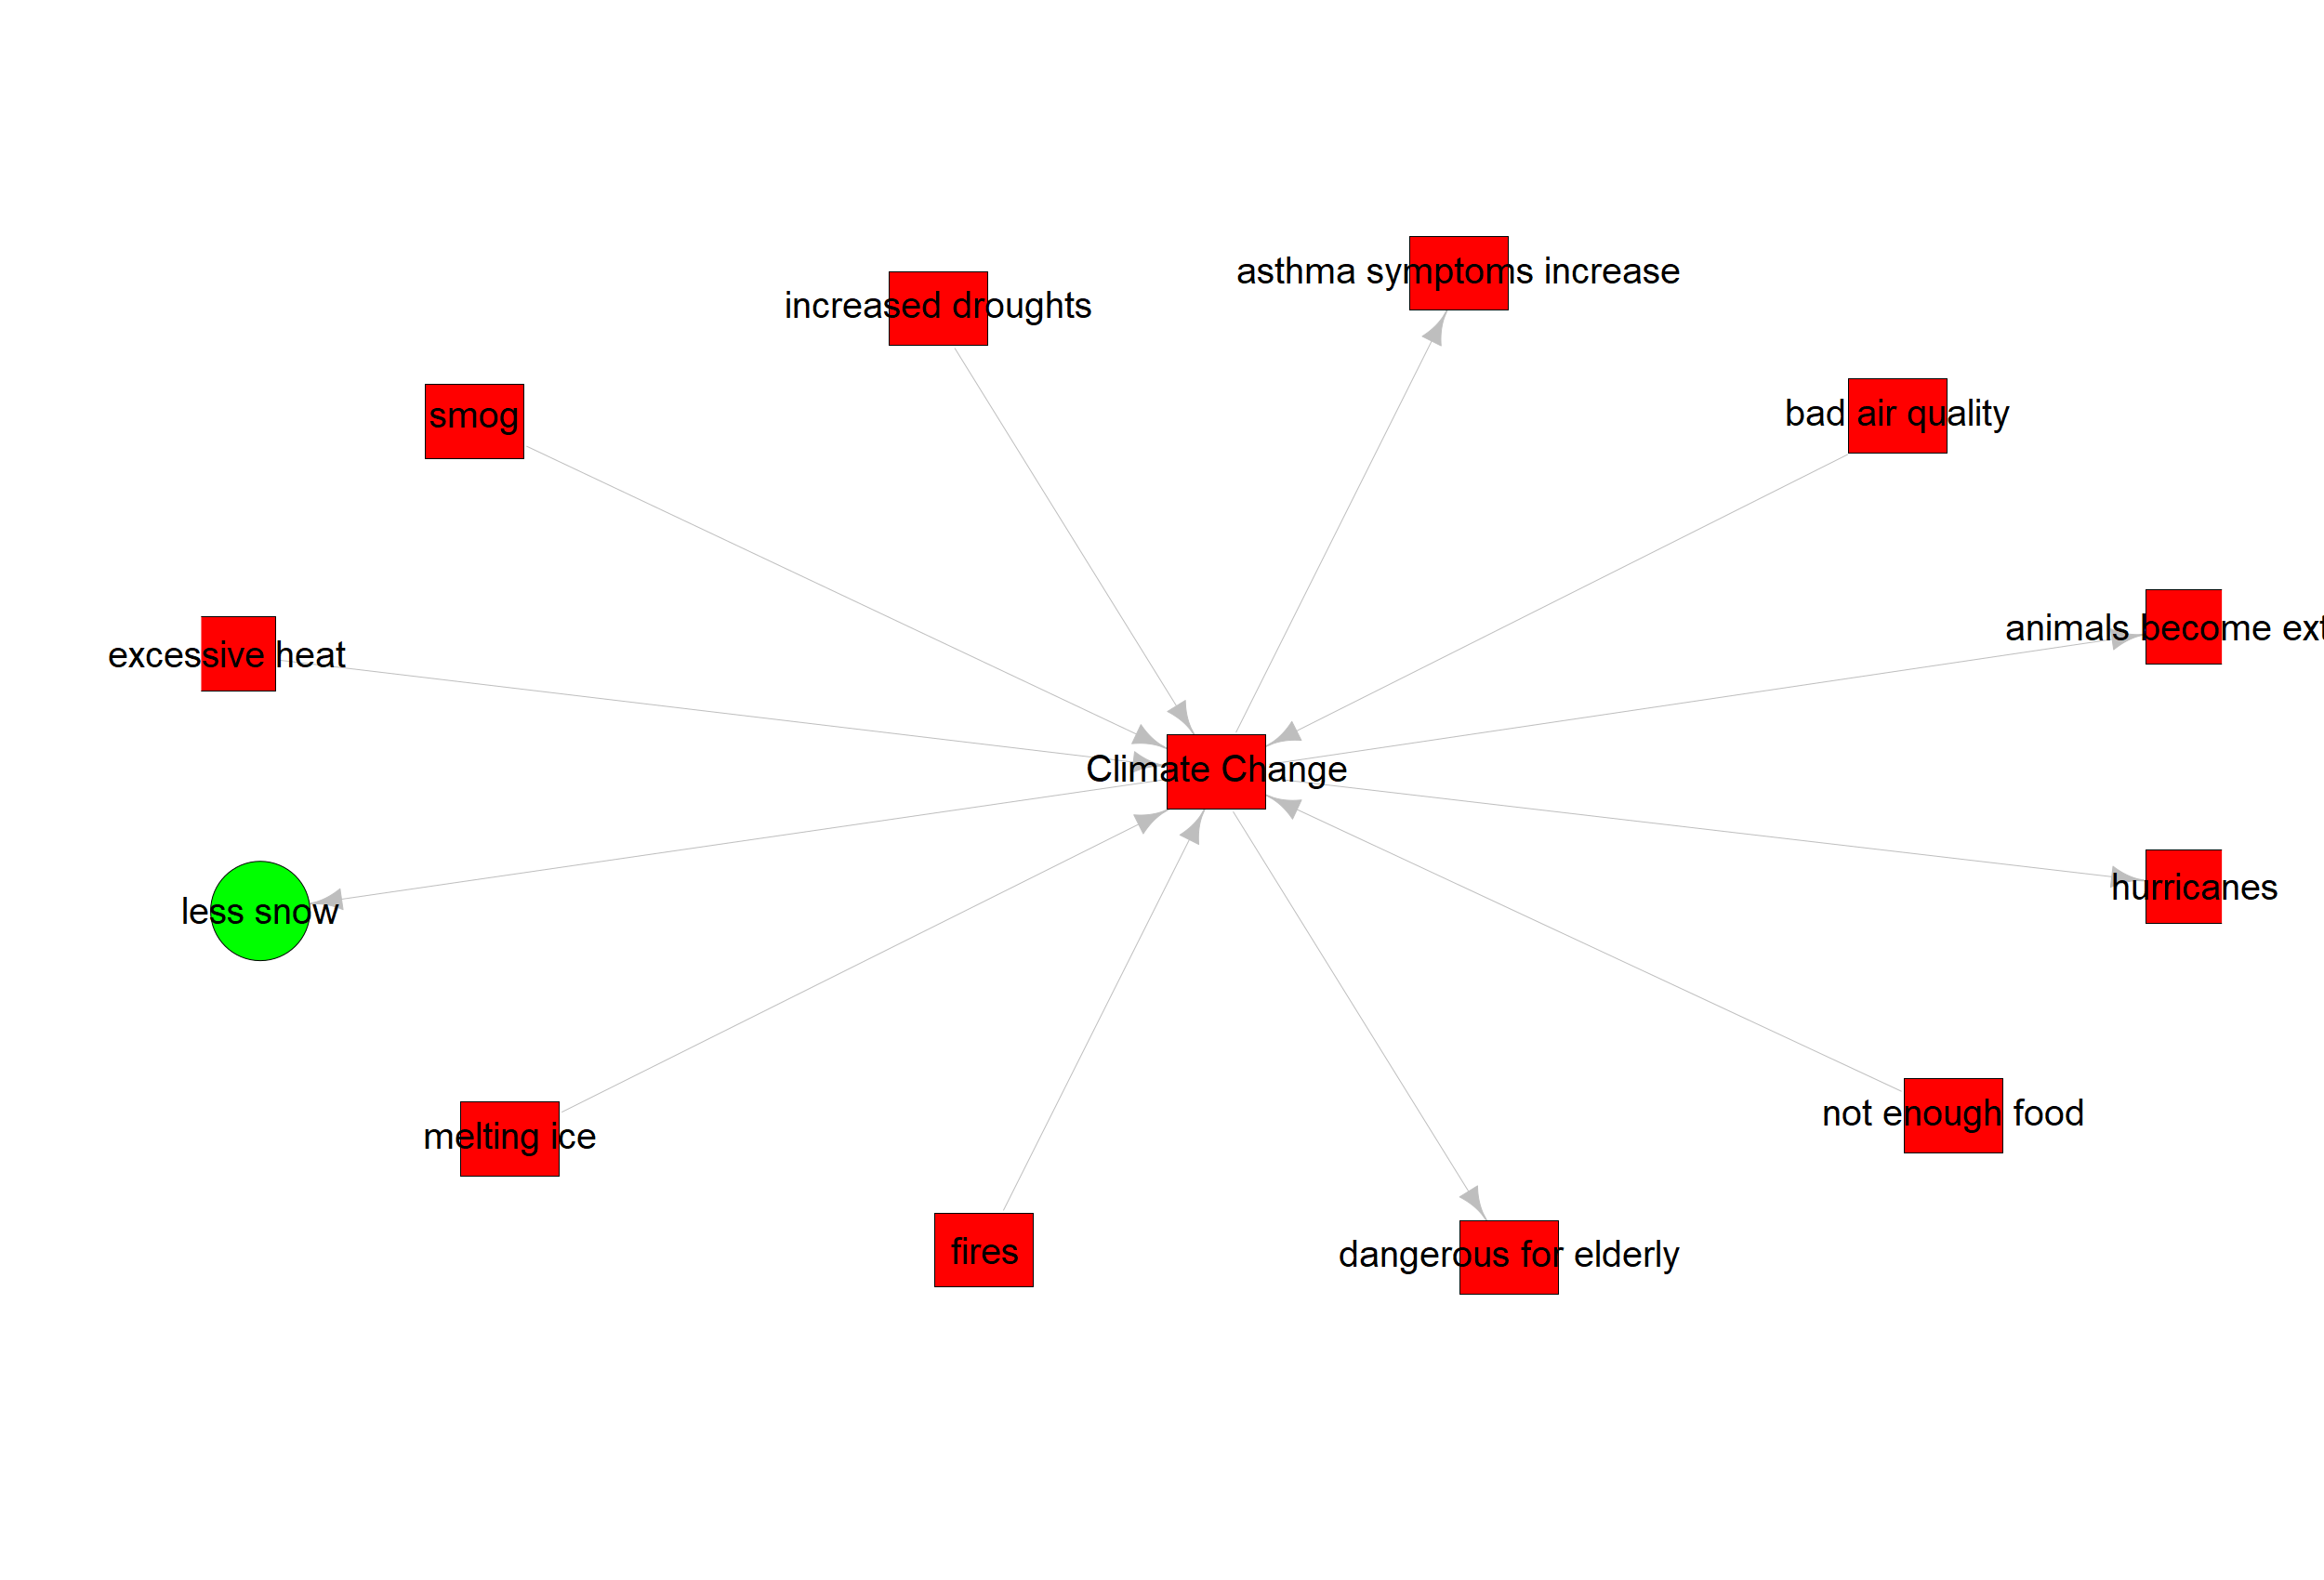 asthma symptoms increase
increased droughts
bad air quality
smog
animals become ext
excessive heat
Climate Change
hurricanes
less snow
not enough food
melting ice
fires
dangerous for elderly